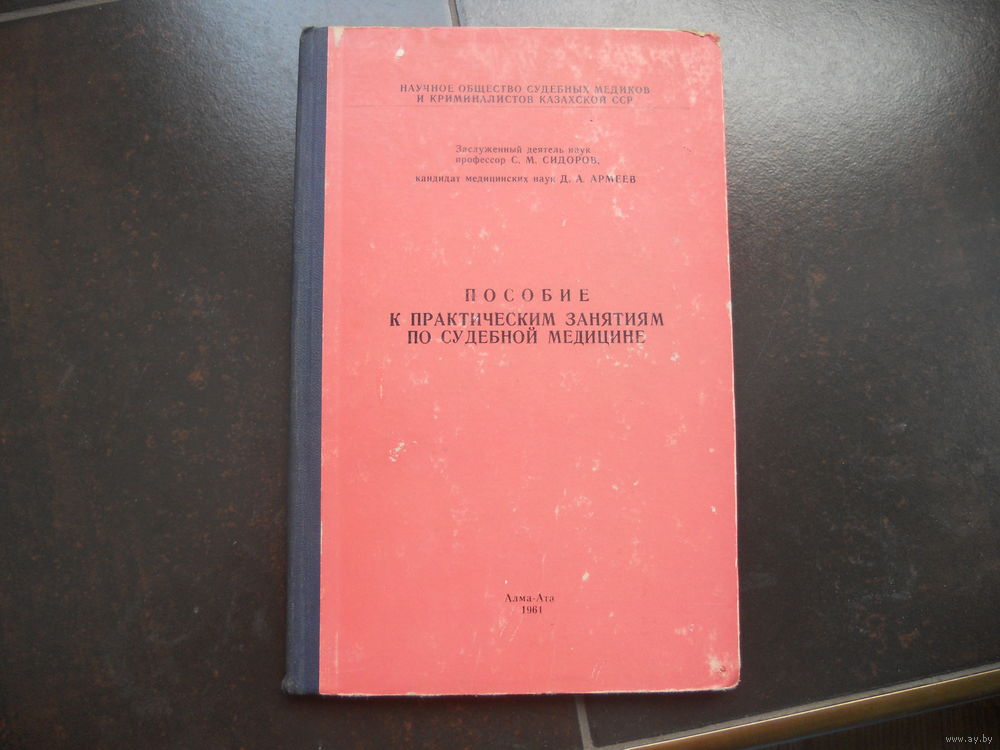 НАУЧНОЕ ОБЩЕСТВО СУДЕБНЫХ МЕДИКОВ
И КРИМИНАЛИСТОВ КАЗАХСКОЙ ССР
Заслуженный деятель наук
профессор С. М. СИДОРОВ,
кандидат медицинских наук Д. А. АРМЕЕВ
ПОСОБИЕ
К ПРАКТИЧЕСКИМ ЗАНЯТИЯМ
ПО СУДЕБНОЙ МЕДИЦИНЕ
Алма-Ата
1961
www.ay.by